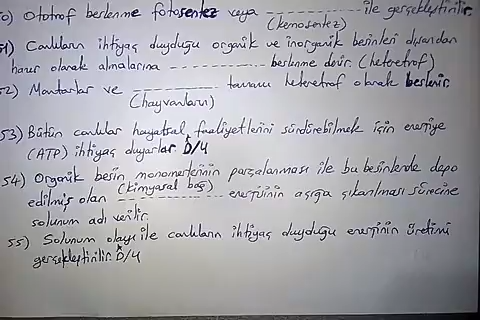 50) Ototrof beslenme fotosentez veya ------------ ile gerçekleştirilir.
(kemosentez)
51) Canlıların ihtiyaç duyduğu organik ve inorganik besinleri dışarıdan
hazır olarak almalarına ------------ beslenme denir. (heterotrof)
52) Mantarlar ve ------------ tamamı heterotrof olarak beslenir.
(hayvanların)
53) Bütün canlılar hayatsal faaliyetlerini sürdürebilmek için enerjiye
(ATP) ihtiyaç duyarlar D/Y
54) Organik besin monomerlerinin parçalanması ile bu besinlerde depo
(kimyasal bağ)
edilmiş olan ------------ enerjisinin açığa çıkarılması sürecine
solunum adı verilir.
55) Solunum olayı ile canlıların ihtiyaç duyduğu enerjinin üretimi
gerçekleştirilir. D/Y